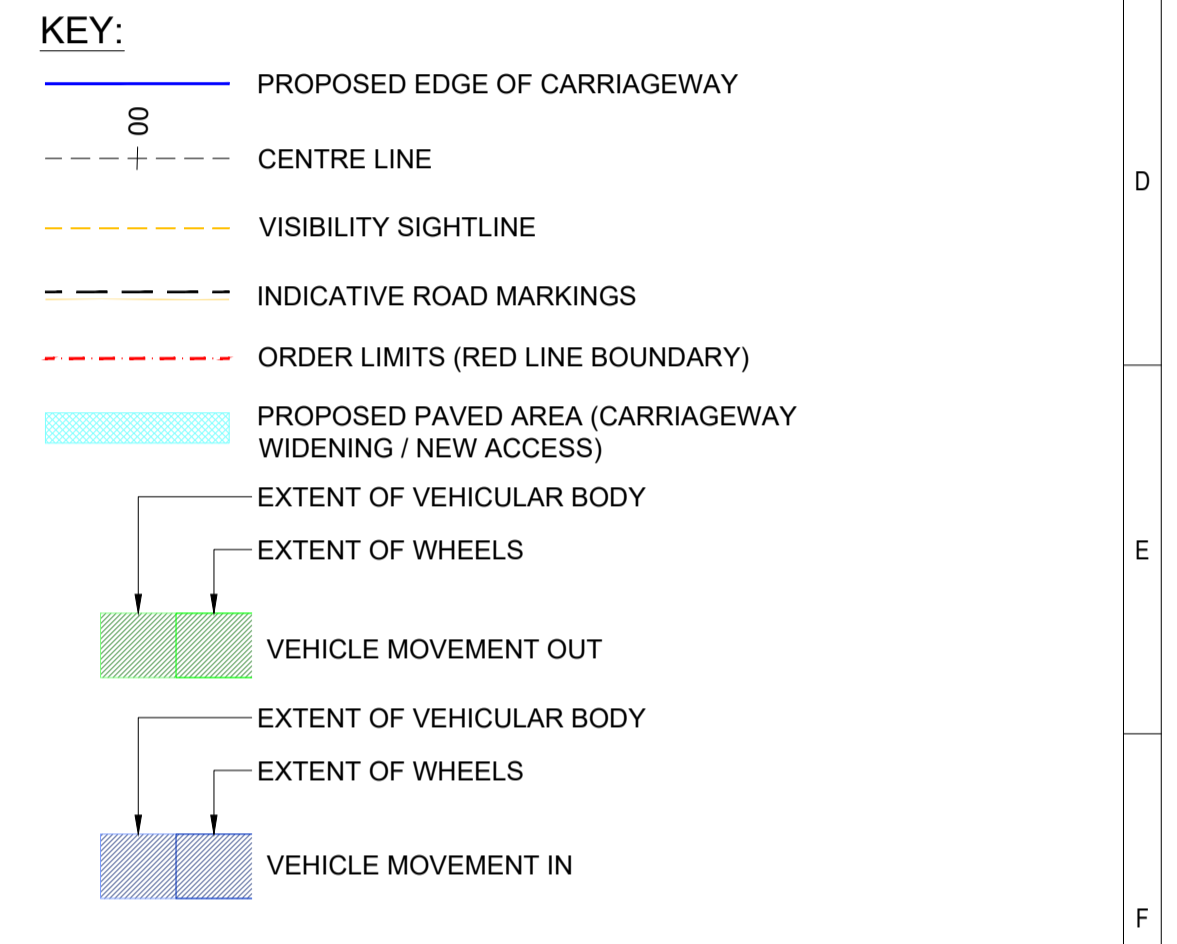 KEY:
PROPOSED EDGE OF CARRIAGEWAY
00
CENTRE LINE
D
VISIBILITY SIGHTLINE
INDICATIVE ROAD MARKINGS
ORDER LIMITS (RED LINE BOUNDARY)
PROPOSED PAVED AREA (CARRIAGEWAY
WIDENING / NEW ACCESS)
EXTENT OF VEHICULAR BODY
EXTENT OF WHEELS
E
VEHICLE MOVEMENT OUT
EXTENT OF VEHICULAR BODY
EXTENT OF WHEELS
VEHICLE MOVEMENT IN
F